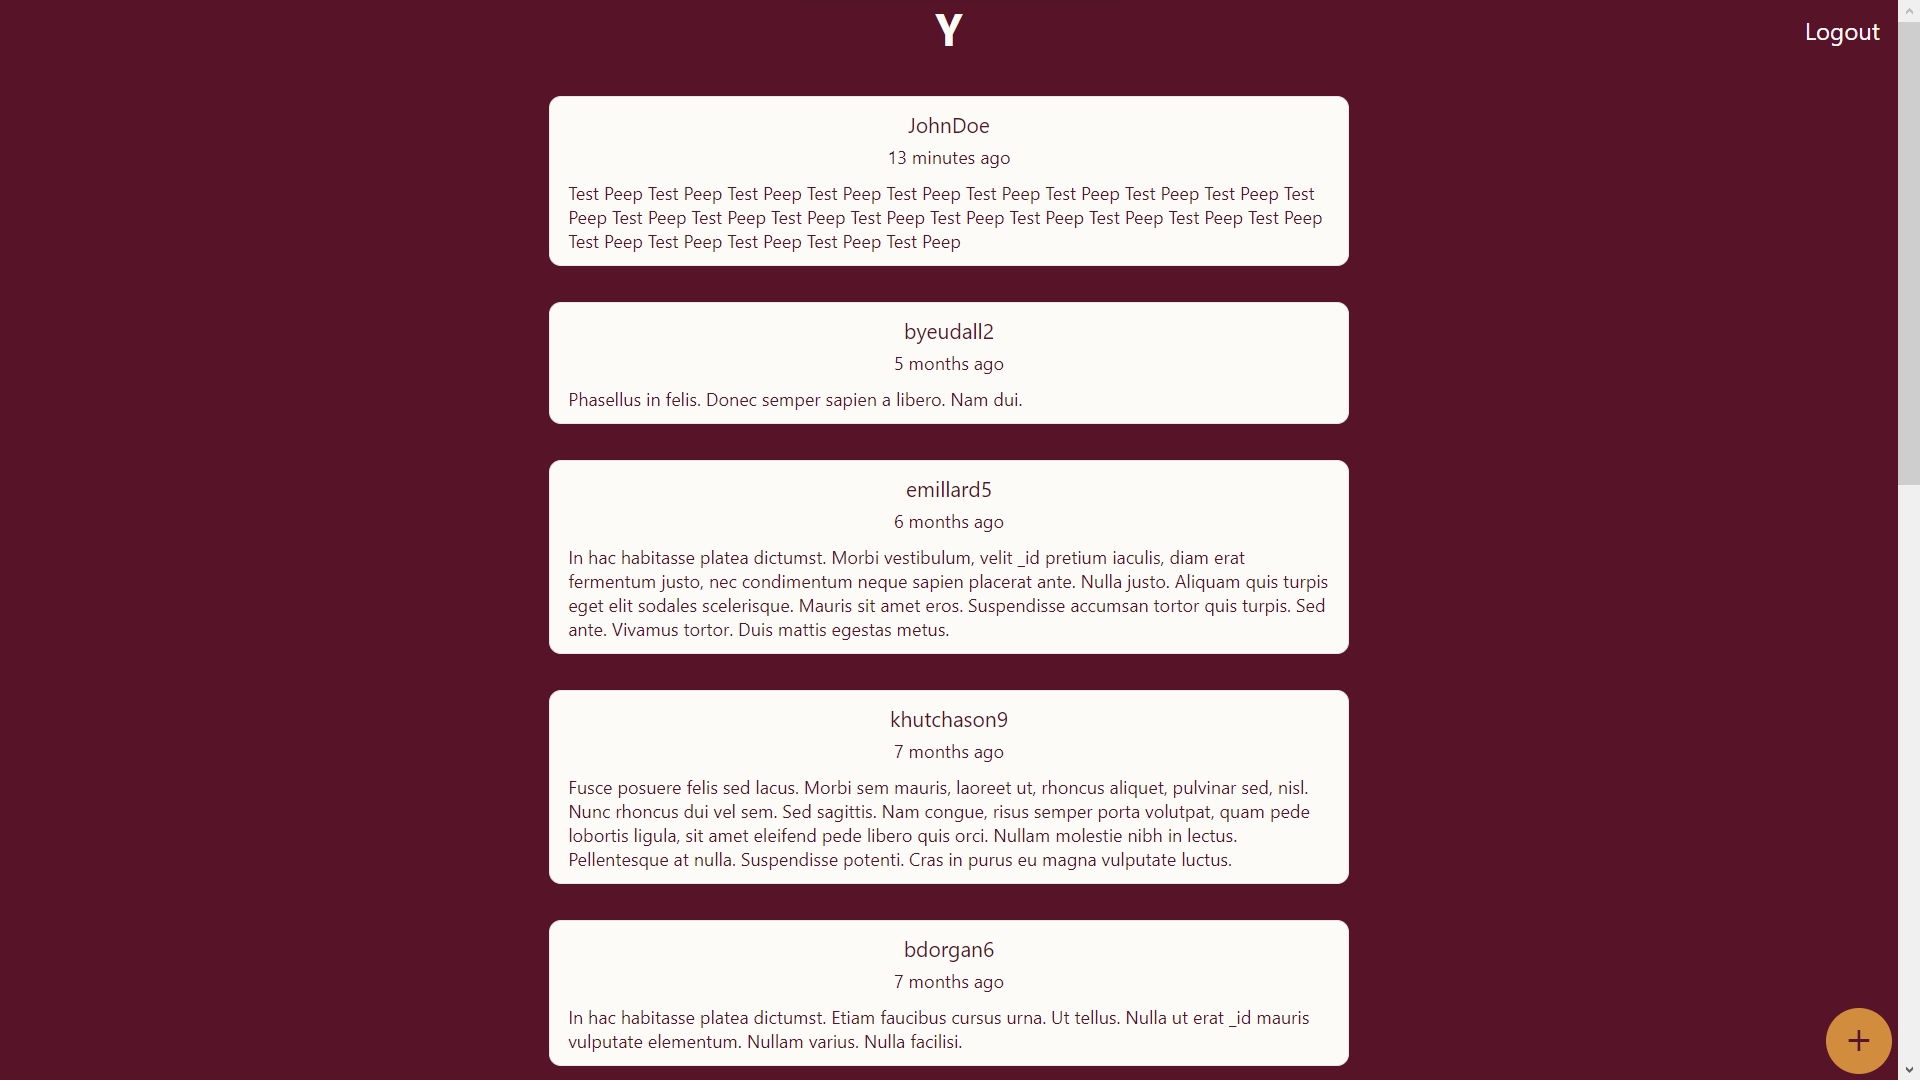 Y
Logout
JohnDoe
13 minutes ago
Test Peep Test Peep Test Peep Test Peep Test Peep Test Peep Test Peep Test Peep Test Peep Test
Peep Test Peep Test Peep Test Peep Test Peep Test Peep Test Peep Test Peep Test Peep Test Peep
Test Peep Test Peep Test Peep Test Peep Test Peep
byeudall2
5 months ago
Phasellus in felis. Donec semper sapien a libero. Nam dui.
emillard5
6 months ago
In hac habitasse platea dictumst. Morbi vestibulum, velit _id pretium iaculis, diam erat
fermentum justo, nec condimentum neque sapien placerat ante. Nulla justo. Aliquam quis turpis
eget elit sodales scelerisque. Mauris sit amet eros. Suspendisse accumsan tortor quis turpis. Sed
ante. Vivamus tortor. Duis mattis egestas metus.
khutchason9
7 months ago
Fusce posuere felis sed lacus. Morbi sem mauris, laoreet ut, rhoncus aliquet, pulvinar sed, nisl.
Nunc rhoncus dui vel sem. Sed sagittis. Nam congue, risus semper porta volutpat, quam pede
lobortis ligula, sit amet eleifend pede libero quis orci. Nullam molestie nibh in lectus.
Pellentesque at nulla. Suspendisse potenti. Cras in purus eu magna vulputate luctus.
bdorgan6
7 months ago
In hac habitasse platea dictumst. Etiam faucibus cursus urna. Ut tellus. Nulla ut erat _id mauris
vulputate elementum. Nullam varius. Nulla facilisi.
+